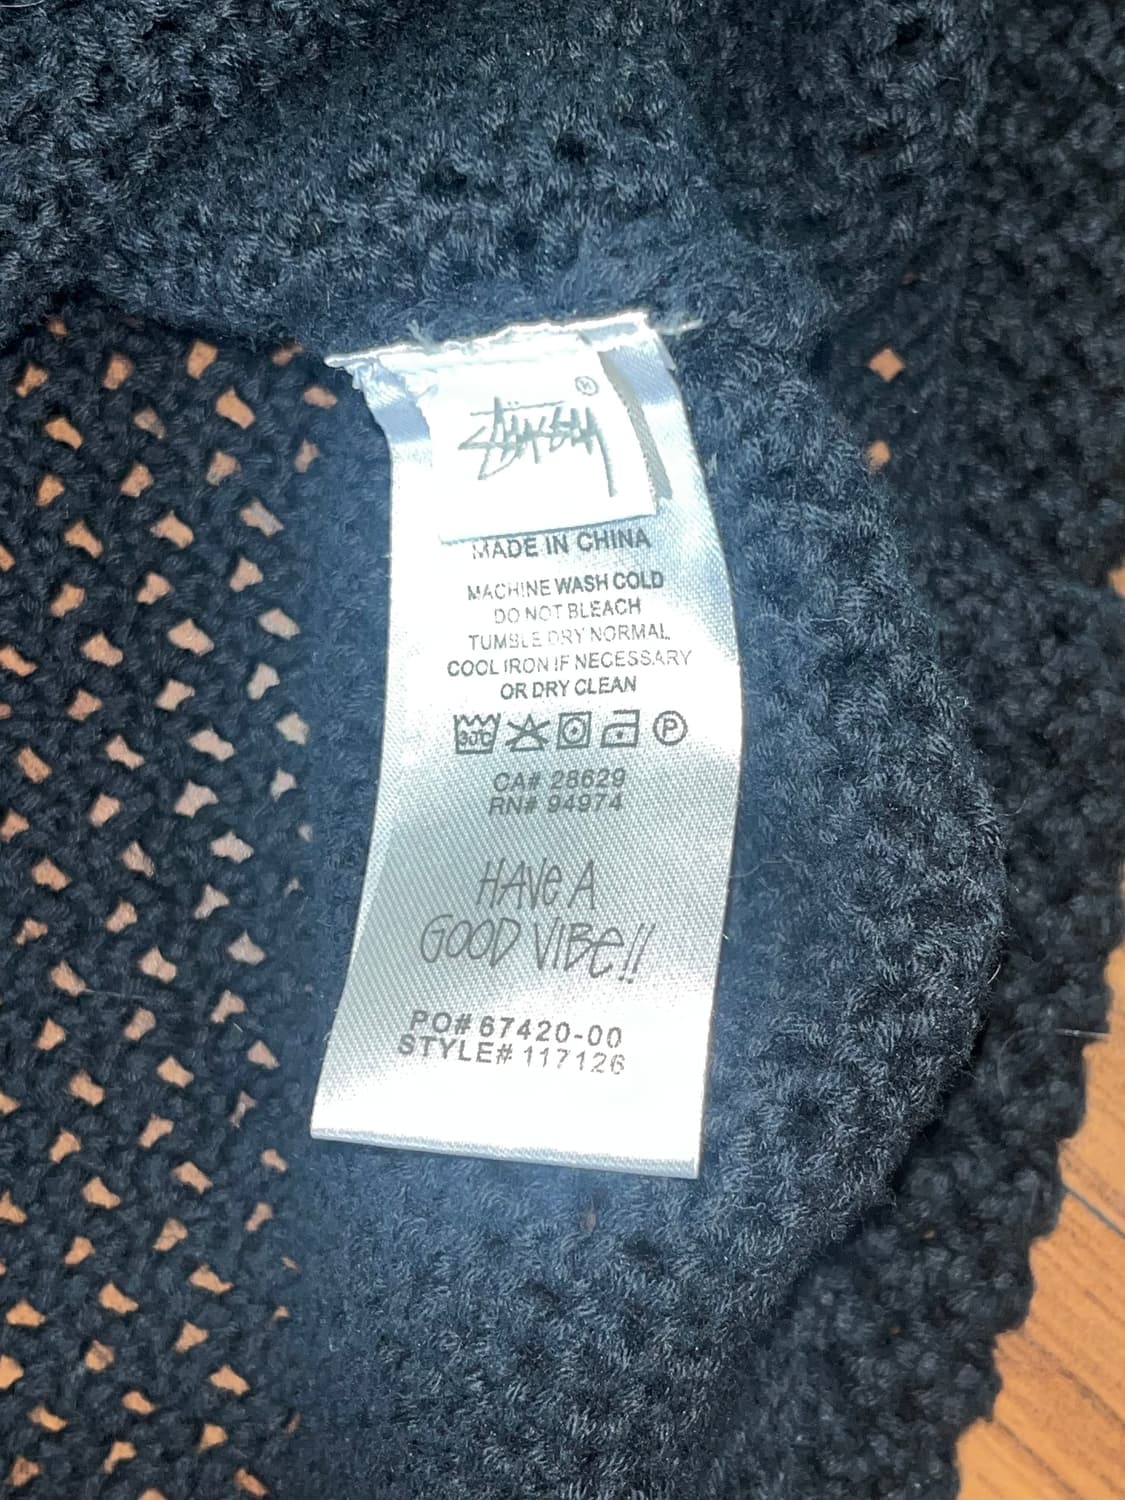 STÜSSY ®
MADE IN CHINA
MACHINE WASH COLD
DO NOT BLEACH
TUMBLE DRY NORMAL
COOL IRON IF NECESSARY
OR DRY CLEAN
30°C P
CA# 28629
RN# 94974
HAVE A
GOOD VIBE!!
PO# 67420-00
STYLE# 117126